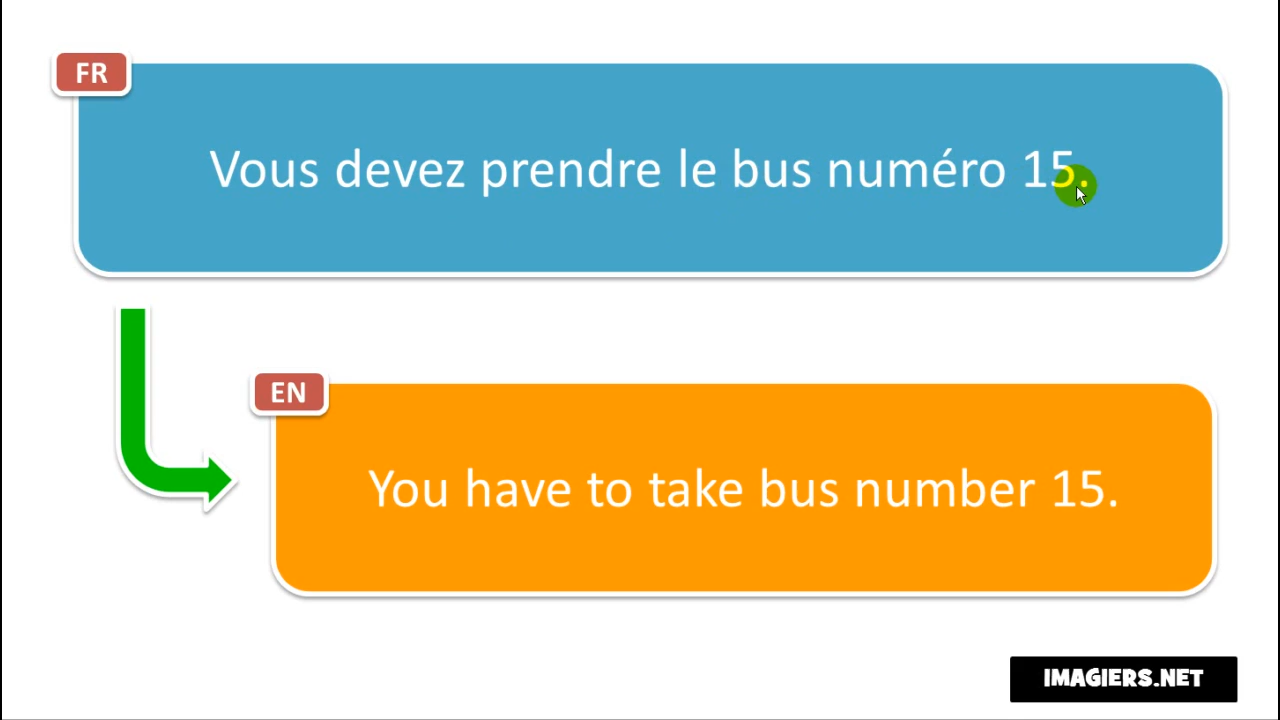 FR
Vous devez prendre le bus numéro 15.
EN
You have to take bus number 15.
IMAGIERS.NET